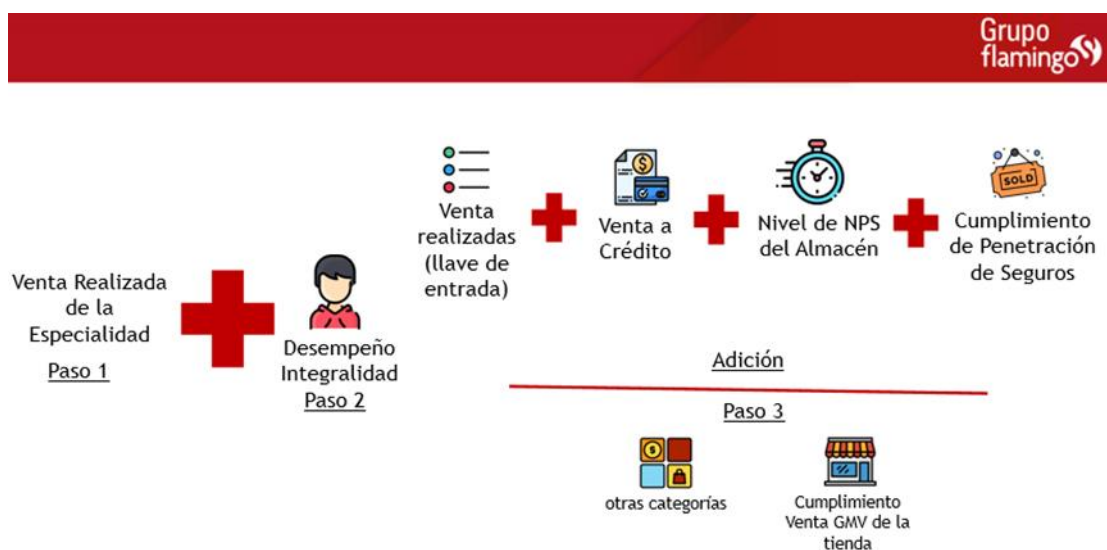 Grupo
flamingo
Venta Realizada
de la
Especialidad
Paso 1
Desempeño
Integralidad
Paso 2
Venta
realizadas
(llave de
entrada)
$
Venta a
Crédito
Nivel de NPS
del Almacén
SOLD
Cumplimiento
de Penetración
de Seguros
Adición
Paso 3
$
otras categorías
Cumplimiento
Venta GMV de la
tienda